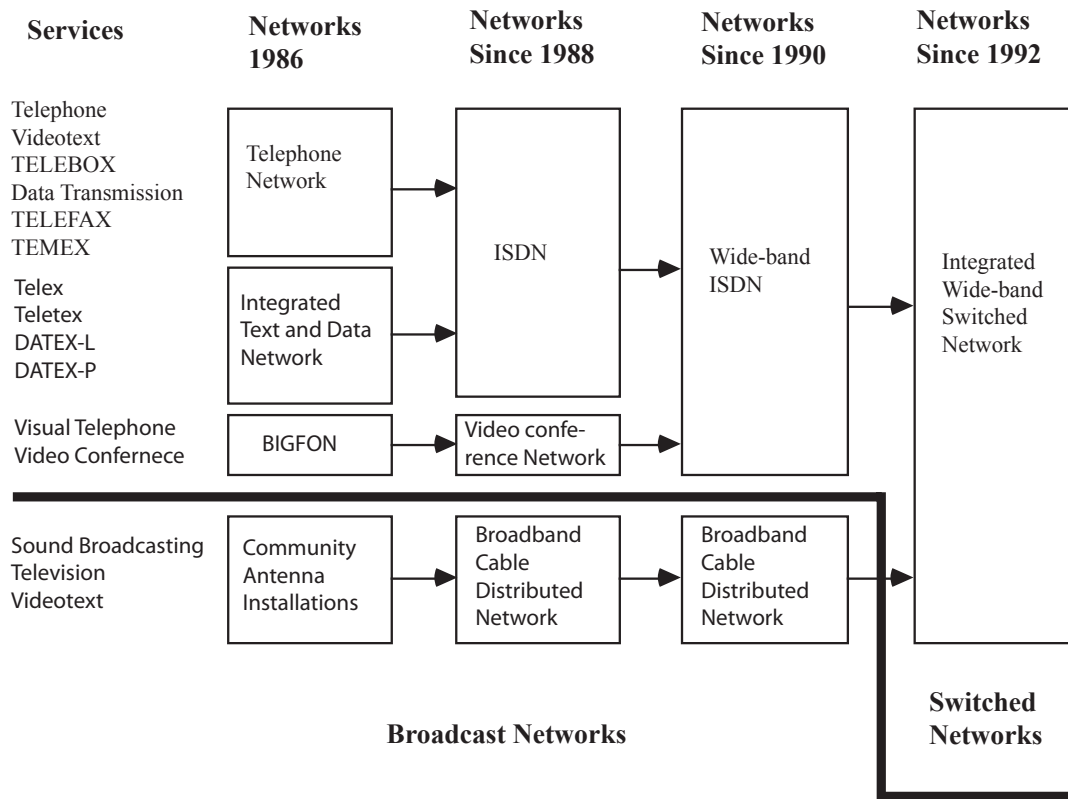 Services
Networks
1986
Networks
Since 1988
Networks
Since 1990
Networks
Since 1992
Telephone
Videotext
TELEBOX
Data Transmission
TELEFAX
TEMEX
Telephone
Network
Telex
Teletex
DATEX-L
DATEX-P
Integrated
Text and Data
Network
ISDN
Wide-band
ISDN
Integrated
Wide-band
Switched
Network
Visual Telephone
Video Confernece
BIGFON
Video confe-
rence Network
Sound Broadcasting
Television
Videotext
Community
Antenna
Installations
Broadband
Cable
Distributed
Network
Broadband
Cable
Distributed
Network
Broadcast Networks
Switched
Networks